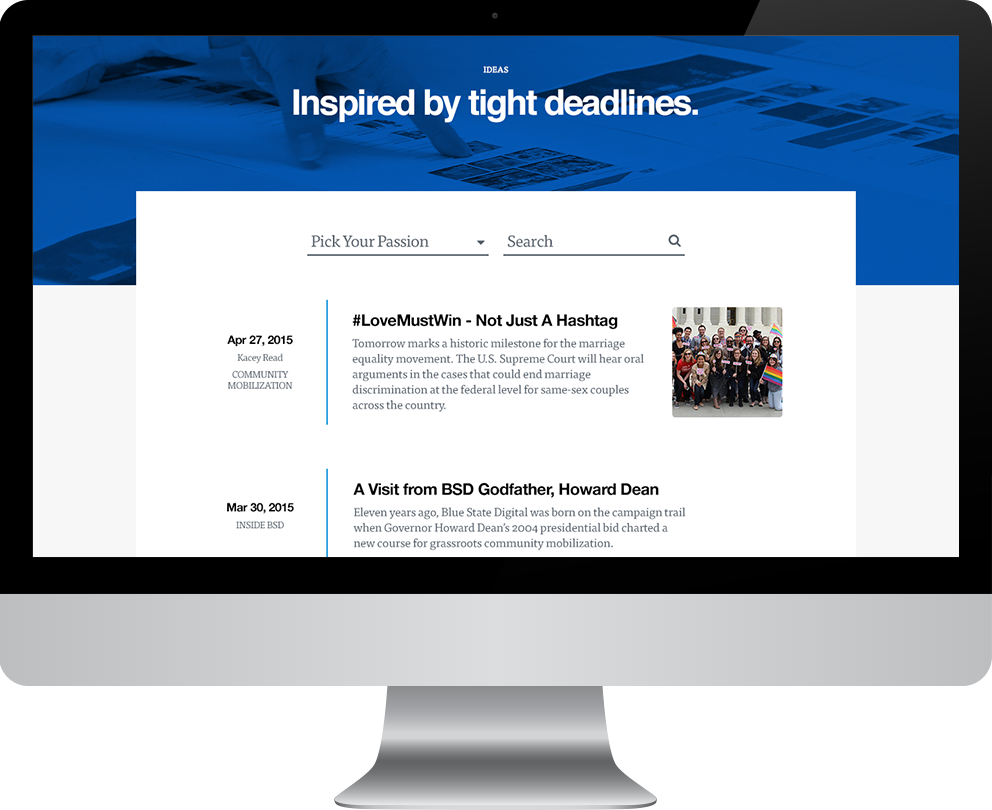 IDEAS
Inspired by tight deadlines.
Pick Your Passion
Search
Apr 27, 2015
Kacey Read
COMMUNITY
MOBILIZATION
#LoveMustWin - Not Just A Hashtag
Tomorrow marks a historic milestone for the marriage
equality movement. The U.S. Supreme Court will hear oral
arguments in the cases that could end marriage
discrimination at the federal level for same-sex couples
across the country.
Mar 30, 2015
INSIDE BSD
A Visit from BSD Godfather, Howard Dean
Eleven years ago, Blue State Digital was born on the campaign trail
when Governor Howard Dean's 2004 presidential bid charted a
new course for grassroots community mobilization.